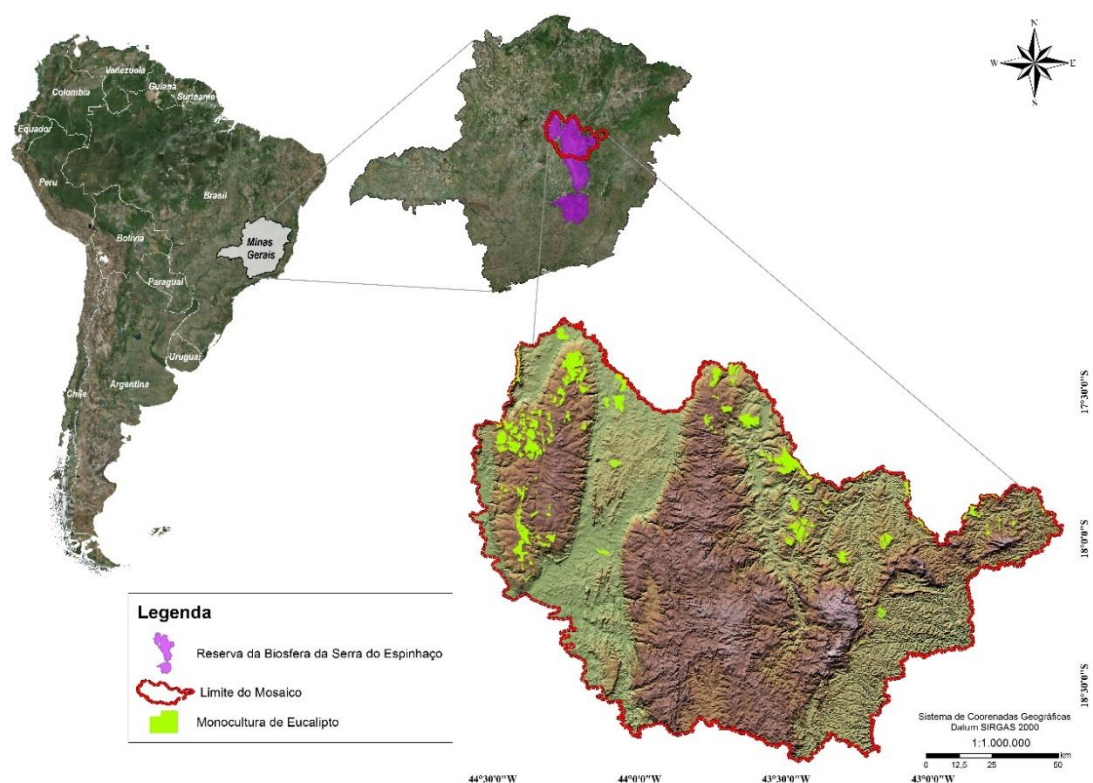 N
W
E
S
Venezuela
Colombia
Guiana
Suriname
Equador
Peru
Brasil
Bolívia
Minas
Gerais
Paraguai
Uruguai
Chile
Argentina
17°30'0"S
18°0'0"S
18°30'0"S
Legenda
Reserva da Biosfera da Serra do Espinhaço
Limite do Mosaico
Monocultura de Eucalipto
Sistema de Coorenadas Geográficas
Datum SIRGAS 2000
1:1.000.000
0 12,5 25 50
km
44°30'0"W 44°0'0"W 43°30'0"W 43°0'0"W